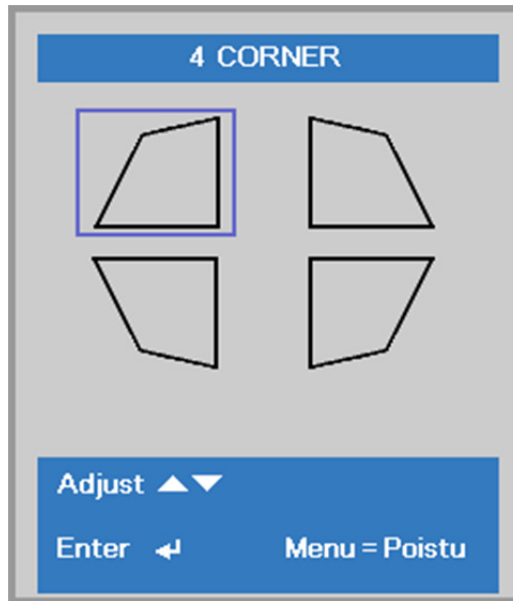 4 CORNER
Adjust ▲▼
Enter ↵ Menu = Poistu